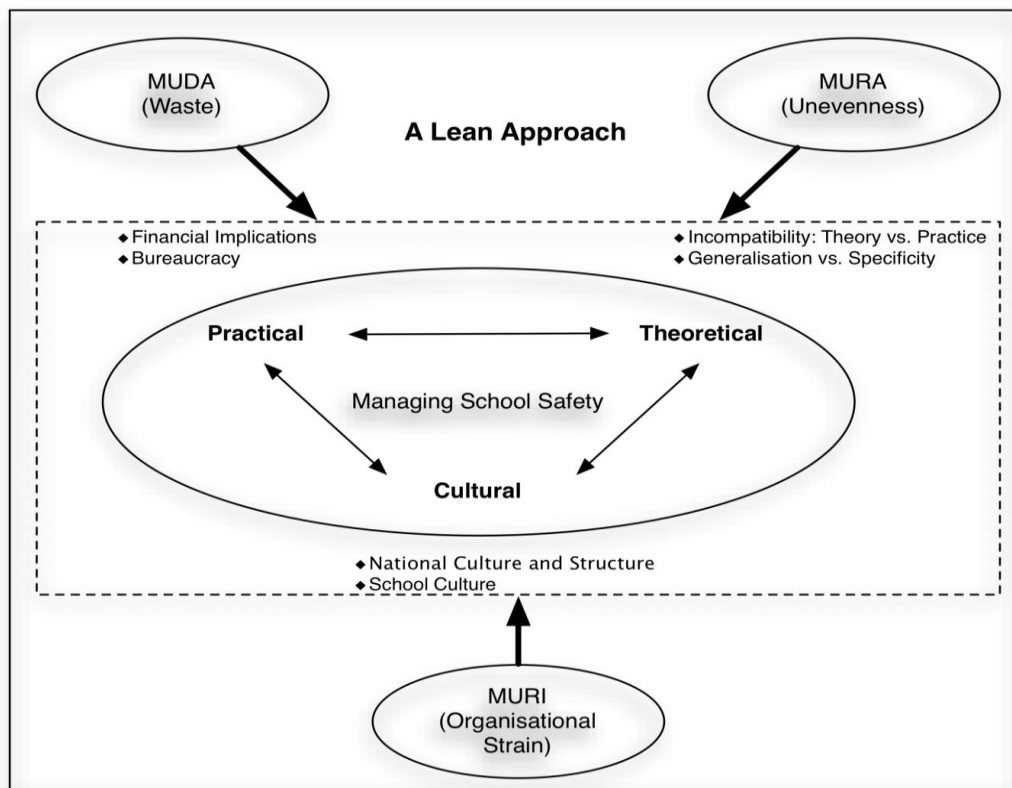 MUDA
(Waste)
MURA
(Unevenness)
A Lean Approach
◆ Financial Implications
◆ Bureaucracy
◆ Incompatibility: Theory vs. Practice
◆ Generalisation vs. Specificity
Practical
Theoretical
Managing School Safety
Cultural
◆ National Culture and Structure
◆ School Culture
MURI
(Organisational
Strain)